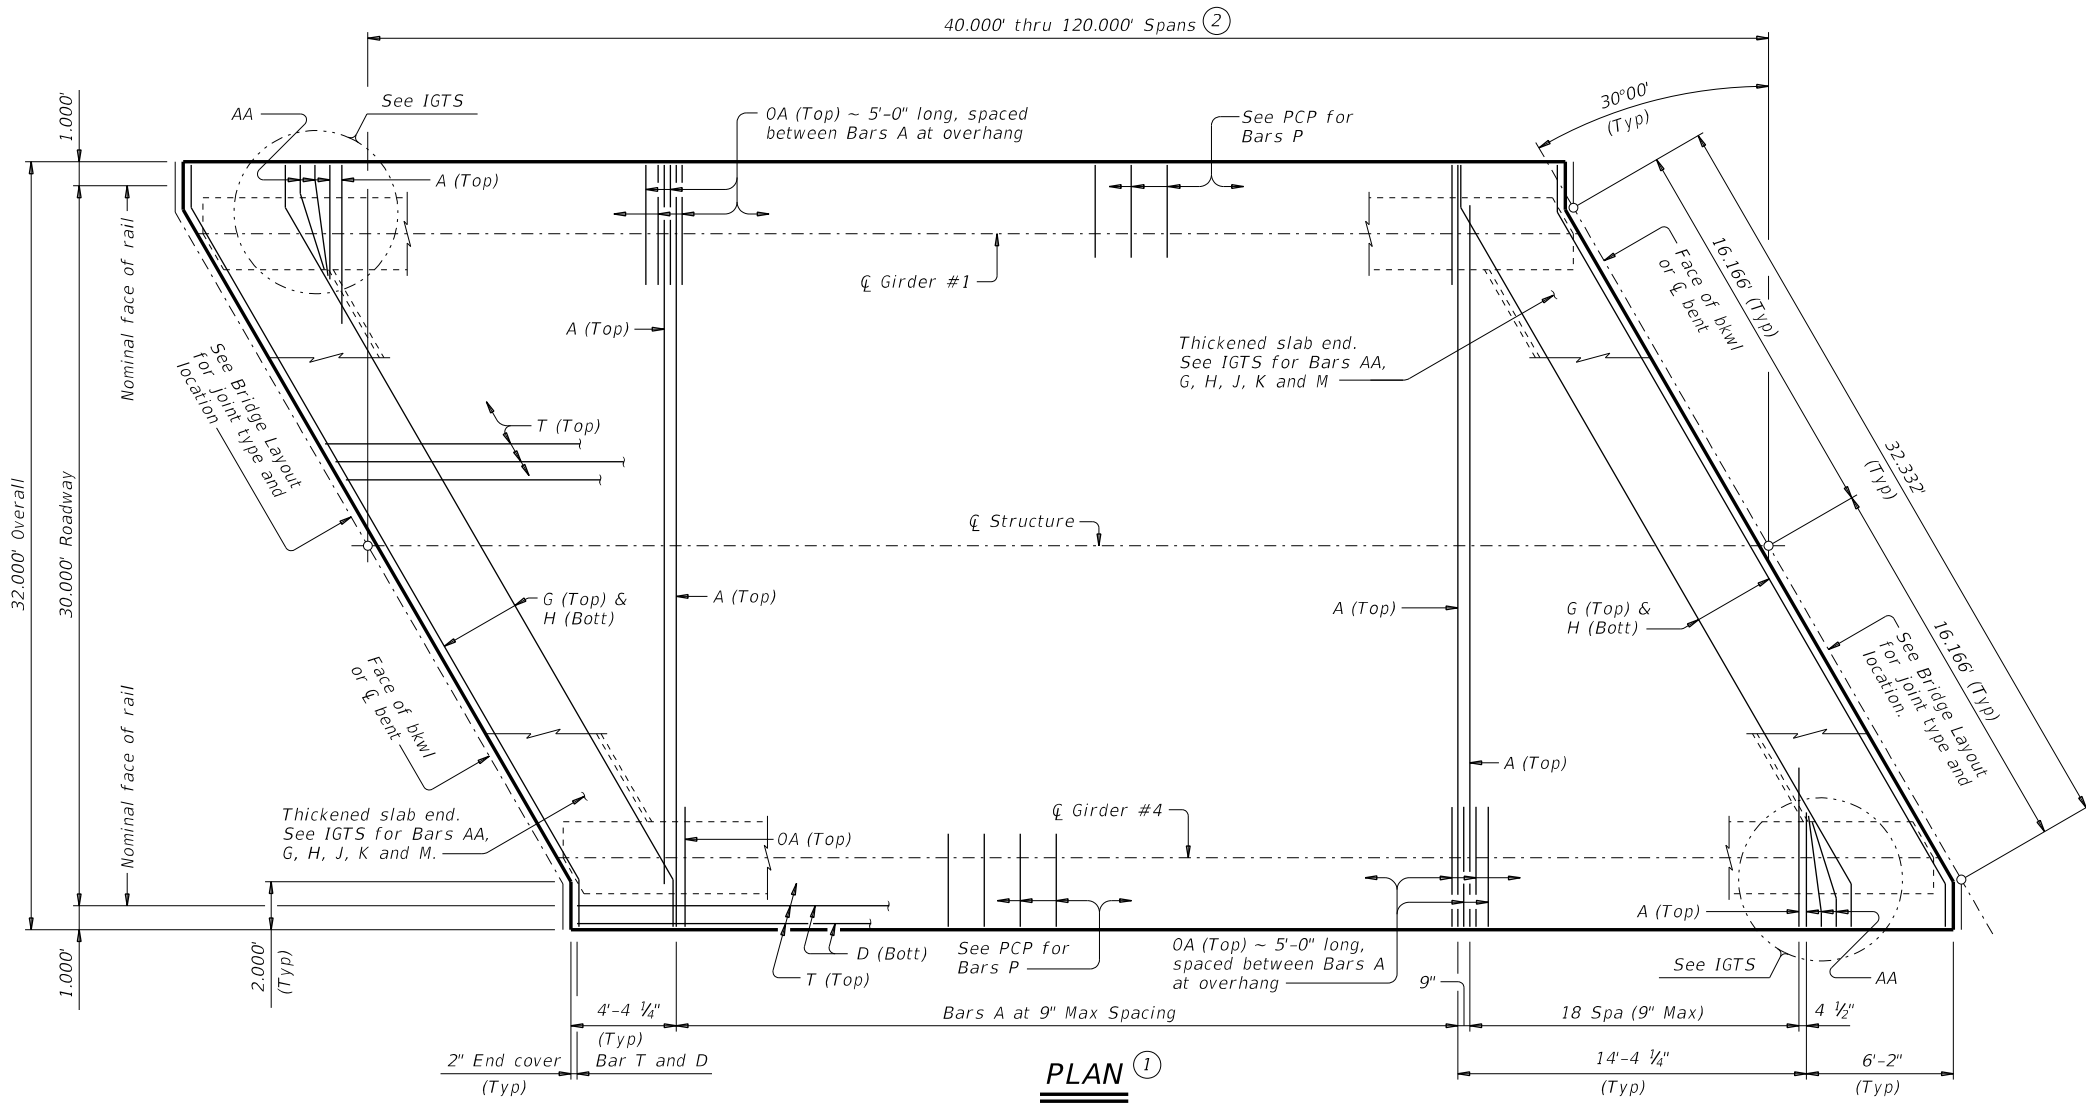 40.000' thru 120.000' Spans 2
1.000'
AA
See IGTS
OA (Top) ~ 5'-0" long, spaced
between Bars A at overhang
See PCP for
Bars P
30°00'
(Typ)
A (Top)
Nominal face of rail
℄ Girder #1
A (Top)
Thickened slab end.
See IGTS for Bars AA,
G, H, J, K and M
Face of bkwl
or ℄ bent
16.166' (Typ)
32.332'
(Typ)
See Bridge Layout
for joint type and
location
T (Top)
32.000' Overall
30.000' Roadway
℄ Structure
G (Top) &
H (Bott)
A (Top)
A (Top)
G (Top) &
H (Bott)
16.166' (Typ)
See Bridge Layout
for joint type and
location.
Face of bkwl
or ℄ bent
Nominal face of rail
A (Top)
Thickened slab end.
See IGTS for Bars AA,
G, H, J, K and M.
OA (Top)
℄ Girder #4
A (Top)
1.000'
2.000'
(Typ)
D (Bott)
T (Top)
See PCP for
Bars P
OA (Top) ~ 5'-0" long,
spaced between Bars A
at overhang
See IGTS
AA
9"
4'-4 ¼"
(Typ)
Bars A at 9" Max Spacing
18 Spa (9" Max)
4 ½"
2" End cover
(Typ)
Bar T and D
14'-4 ¼"
(Typ)
6'-2"
(Typ)
PLAN 1